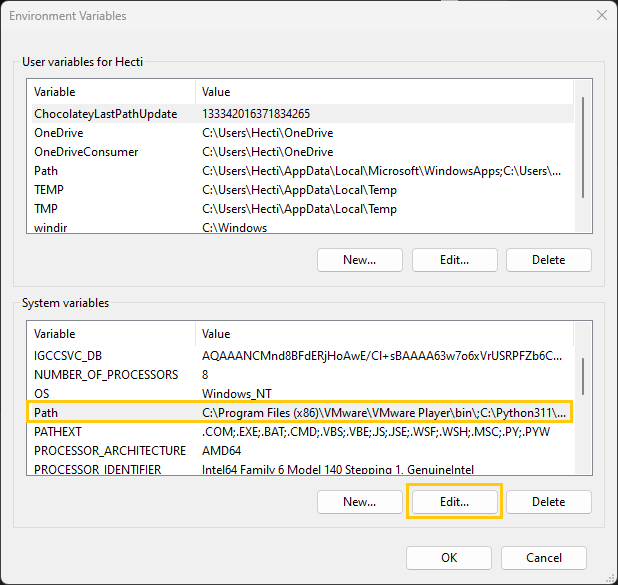 Environment Variables
User variables for Hecti
Variable Value
ChocolateyLastPathUpdate 133342016371834265
OneDrive C:\Users\Hecti\OneDrive
OneDriveConsumer C:\Users\Hecti\OneDrive
Path C:\Users\Hecti\AppData\Local\Microsoft\WindowsApps;C:\Users\...
TEMP C:\Users\Hecti\AppData\Local\Temp
TMP C:\Users\Hecti\AppData\Local\Temp
windir C:\Windows
New... Edit... Delete
System variables
Variable Value
IGCCSVC_DB AQAAANCMnd8BFdERjHoAwE/Cl+sBAAAA63w7o6xVrUSRPFZb6C...
NUMBER_OF_PROCESSORS 8
OS Windows_NT
Path C:\Program Files (x86)\VMware\VMware Player\bin\;C:\Python311\...
PATHEXT .COM;.EXE;.BAT;.CMD;.VBS;.VBE;.JS;.JSE;.WSF;.WSH;.MSC;.PY;.PYW
PROCESSOR_ARCHITECTURE AMD64
PROCESSOR_IDENTIFIER Intel64 Family 6 Model 140 Stepping 1, GenuineIntel
New... Edit... Delete
OK Cancel